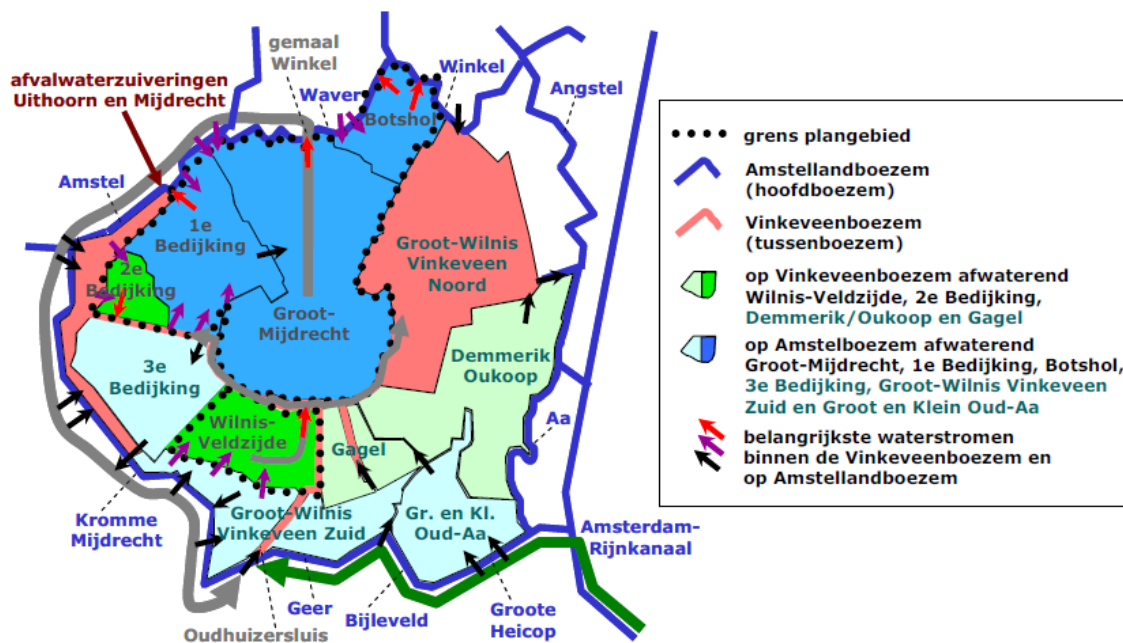 gemaal
Winkel
afvalwaterzuiveringen
Uithoorn en Mijdrecht
Waver
Winkel
Angstel
Botshol
Amstel
1e
Bedijking
2e
Bedijking
Groot-
Mijdrecht
Groot-Wilnis
Vinkeveen
Noord
3e
Bedijking
Demmerik
Oukoop
Wilnis-
Veldzijde
Gagel
Aa
Kromme
Mijdrecht
Groot-Wilnis
Vinkeveen Zuid
Gr. en Kl.
Oud-Aa
Amsterdam-
Rijnkanaal
Geer
Bijleveld
Groote
Heicop
Oudhuizersluis
grens plangebied
Amstellandboezem
(hoofdboezem)
Vinkeveenboezem
(tussenboezem)
op Vinkeveenboezem afwaterend
Wilnis-Veldzijde, 2e Bedijking,
Demmerik/Oukoop en Gagel
op Amstelboezem afwaterend
Groot-Mijdrecht, 1e Bedijking, Botshol,
3e Bedijking, Groot-Wilnis Vinkeveen
Zuid en Groot en Klein Oud-Aa
belangrijkste waterstromen
binnen de Vinkeveenboezem en
op Amstellandboezem